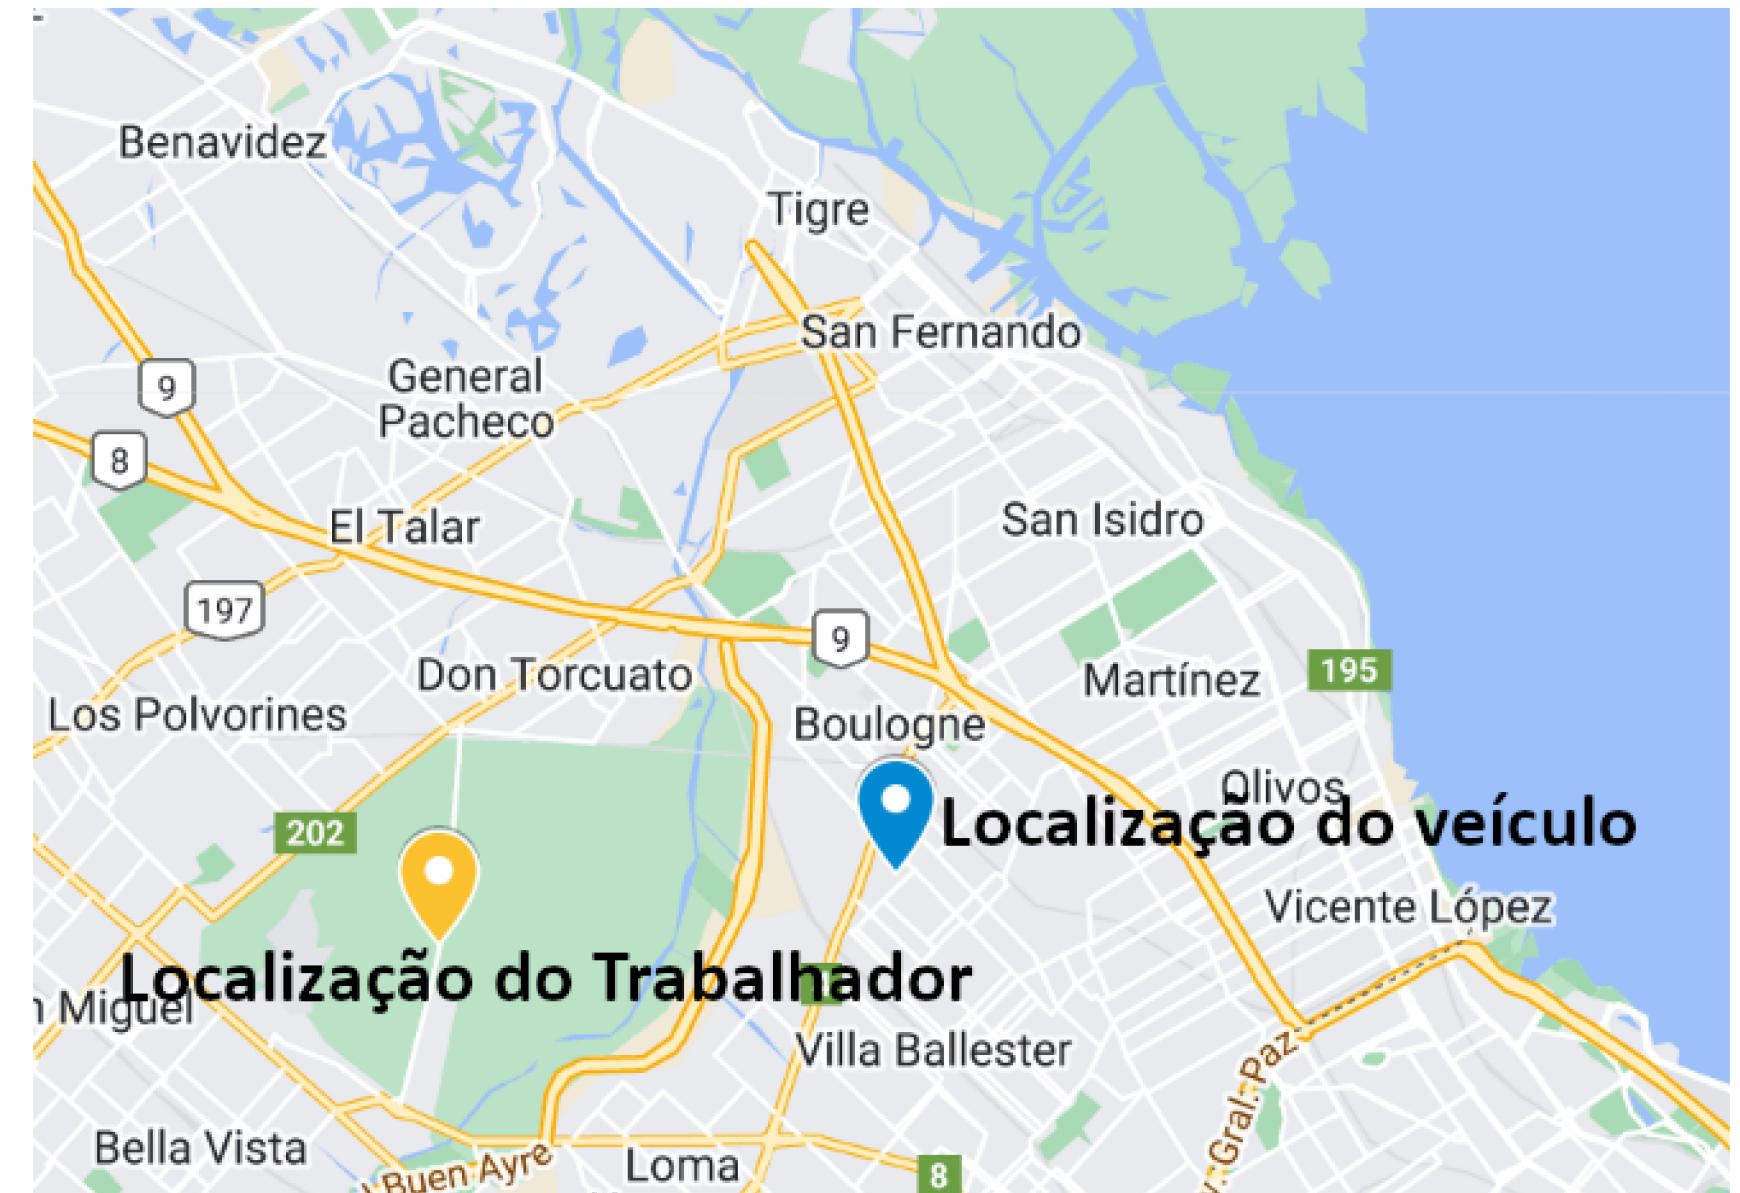 Benavidez
Tigre
San Fernando
General
Pacheco
9
8
El Talar
San Isidro
197
9
Don Torcuato
Martínez
195
Los Polvorines
Boulogne
Olivos
Localização do veículo
202
Vicente López
Localização do Trabalhador
Miguel
Villa Ballester
Gral. Paz
Bella Vista
Buen Ayre
Loma
8